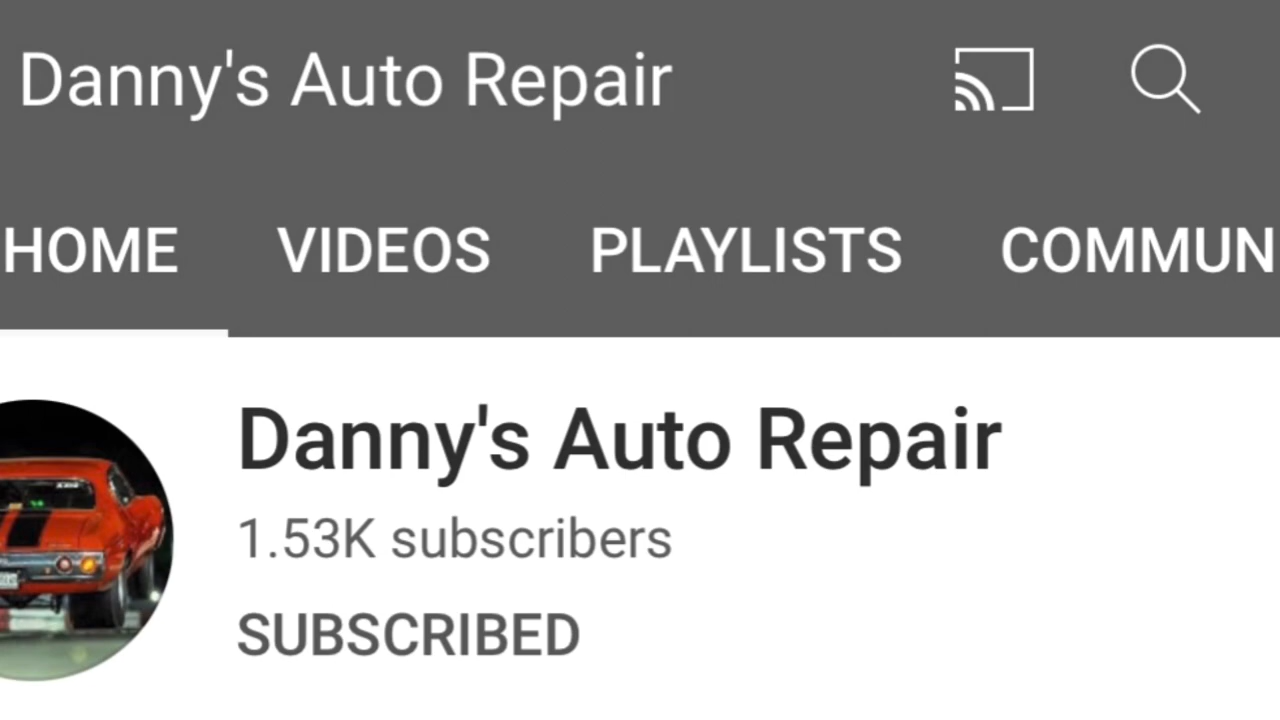 Danny's Auto Repair
HOME VIDEOS PLAYLISTS COMMUN
Danny's Auto Repair
1.53K subscribers
SUBSCRIBED